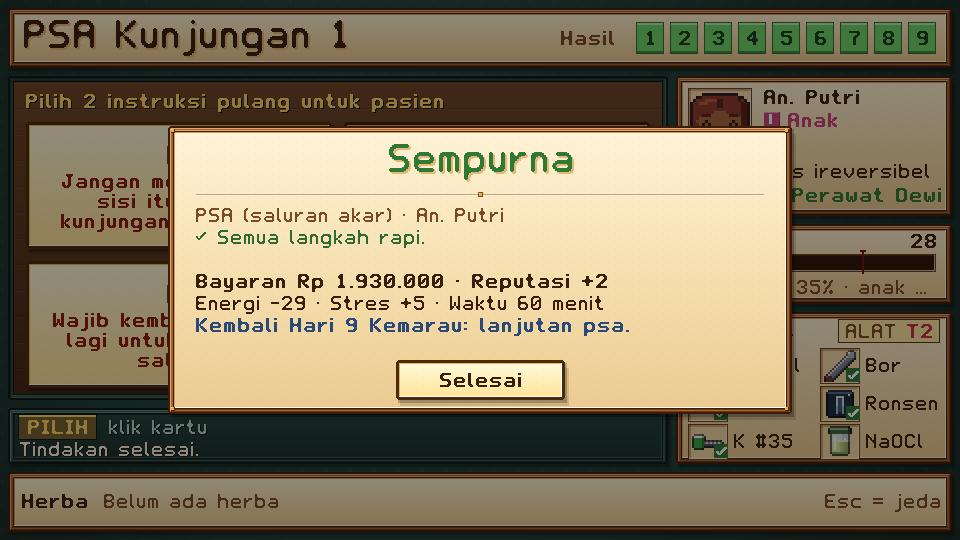 PSA Kunjungan 1
Hasil 1 2 3 4 5 6 7 8 9
Pilih 2 instruksi pulang untuk pasien
Jangan
sisi
kunjungan
Wajib
lagi
An. Putri
Anak
ireversibel
Perawat Dewi
28
35% · anak ...
ALAT T2
Bor
Ronsen
K #35
NaOCl
Sempurna
PSA (saluran akar) · An. Putri
✓ Semua langkah rapi.
Bayaran Rp 1.930.000 · Reputasi +2
Energi -29 · Stres +5 · Waktu 60 menit
Kembali Hari 9 Kemarau: lanjutan psa.
Selesai
PILIH klik kartu
Tindakan selesai.
Herba Belum ada herba
Esc = jeda